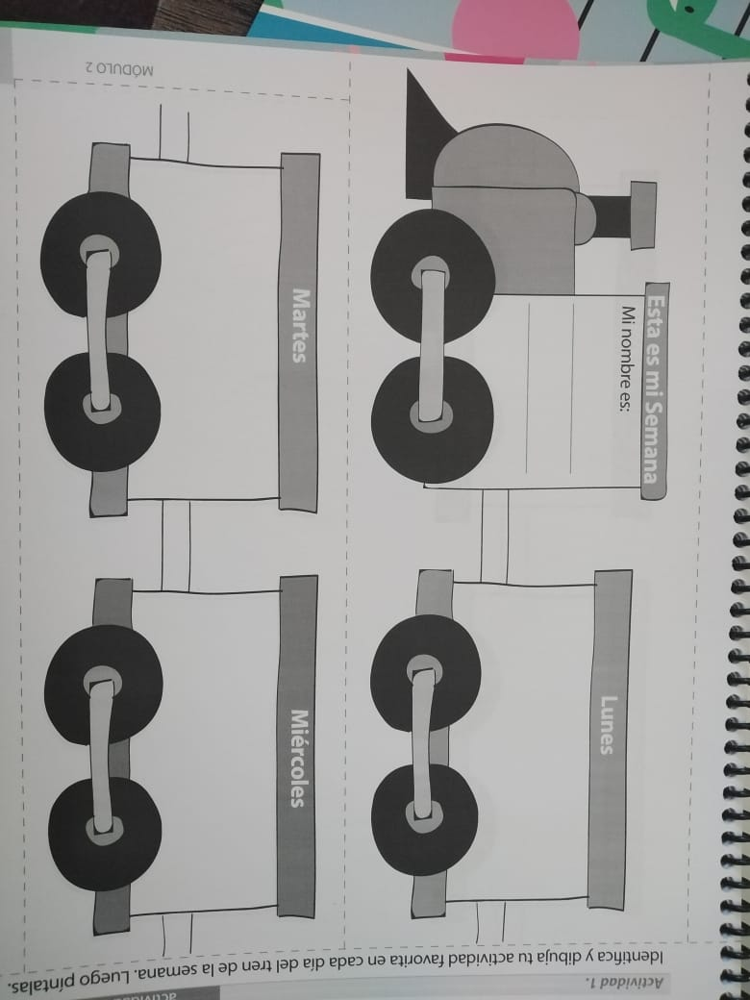 Actividad 1.
Identifica y dibuja tu actividad favorita en cada día del tren de la semana. Luego píntalas.
Esta es mi Semana
Mi nombre es:
Lunes
Martes
Miércoles
MÓDULO 2